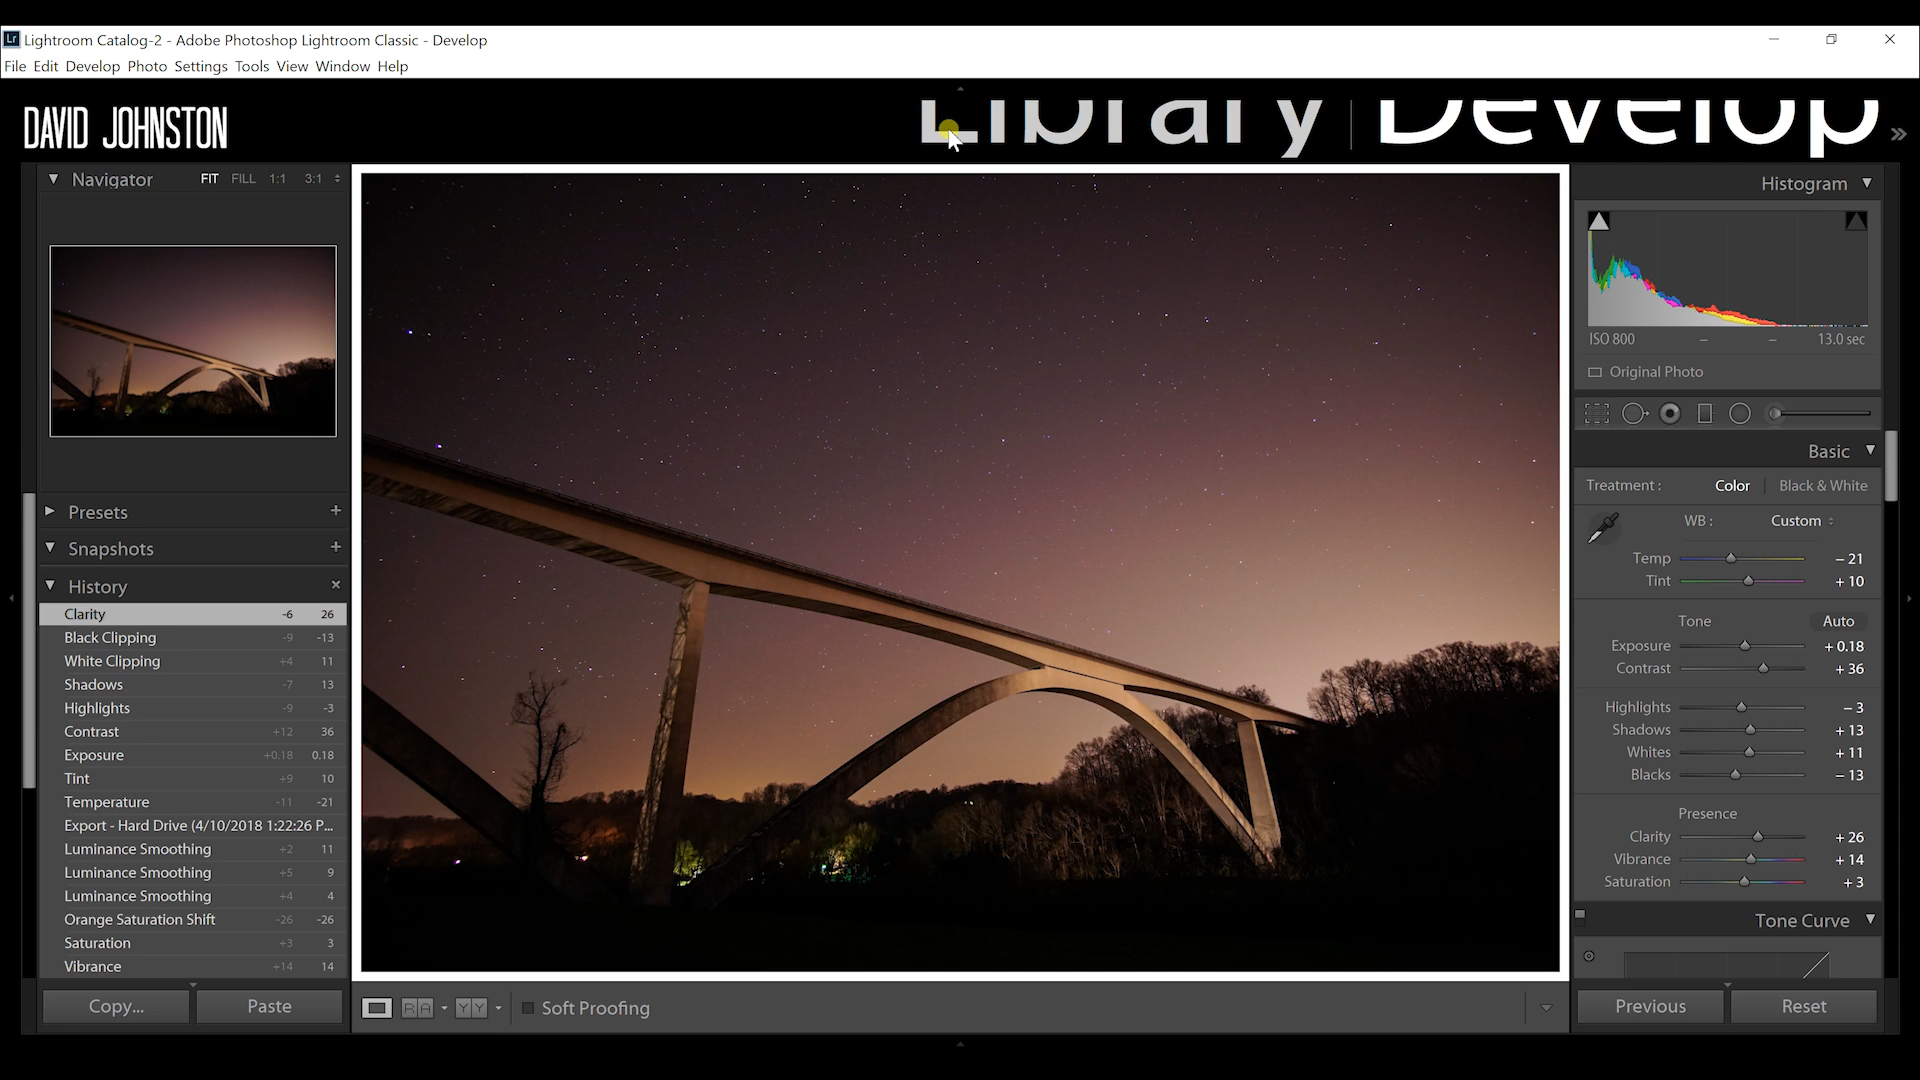 Lr Lightroom Catalog-2 - Adobe Photoshop Lightroom Classic - Develop
File Edit Develop Photo Settings Tools View Window Help
DAVID JOHNSTON
Library | Develop
Navigator FIT FILL 1:1 3:1
Presets
Snapshots
History
Clarity -6 26
Black Clipping -9 -13
White Clipping +4 11
Shadows -7 13
Highlights -9 -3
Contrast +12 36
Exposure +0.18 0.18
Tint +9 10
Temperature -11 -21
Export - Hard Drive (4/10/2018 1:22:26 P...
Luminance Smoothing +2 11
Luminance Smoothing +5 9
Luminance Smoothing +4 4
Orange Saturation Shift -26 -26
Saturation +3 3
Vibrance +14 14
Copy... Paste
R A Y Y Soft Proofing
Histogram
ISO 800 – – 13.0 sec
Original Photo
Basic
Treatment : Color Black & White
WB : Custom
Temp – 21
Tint + 10
Tone Auto
Exposure + 0.18
Contrast + 36
Highlights – 3
Shadows + 13
Whites + 11
Blacks – 13
Presence
Clarity + 26
Vibrance + 14
Saturation + 3
Tone Curve
Previous Reset